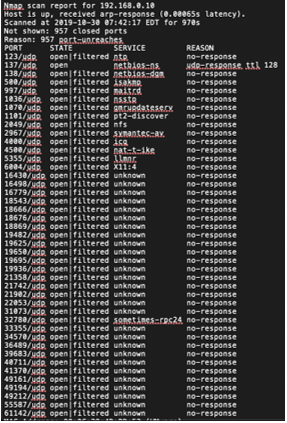 Nmap scan report for 192.168.0.10
Host is up, received arp-response (0.00065s latency).
Scanned at 2019-10-30 07:42:17 EDT for 970s
Not shown: 957 closed ports
Reason: 957 port-unreaches
PORT STATE SERVICE REASON
123/udp open|filtered ntp no-response
137/udp open netbios-ns udp-response ttl 128
138/udp open|filtered netbios-dgm no-response
500/udp open|filtered isakmp no-response
997/udp open|filtered maitrd no-response
1036/udp open|filtered nsstp no-response
1070/udp open|filtered gmrupdateserv no-response
1101/udp open|filtered pt2-discover no-response
2049/udp open|filtered nfs no-response
2967/udp open|filtered symantec-av no-response
4000/udp open|filtered icq no-response
4500/udp open|filtered nat-t-ike no-response
5355/udp open|filtered llmnr no-response
6004/udp open|filtered X11:4 no-response
16430/udp open|filtered unknown no-response
16498/udp open|filtered unknown no-response
16779/udp open|filtered unknown no-response
18543/udp open|filtered unknown no-response
18666/udp open|filtered unknown no-response
18676/udp open|filtered unknown no-response
18869/udp open|filtered unknown no-response
19482/udp open|filtered unknown no-response
19625/udp open|filtered unknown no-response
19650/udp open|filtered unknown no-response
19695/udp open|filtered unknown no-response
19936/udp open|filtered unknown no-response
21358/udp open|filtered unknown no-response
21742/udp open|filtered unknown no-response
21902/udp open|filtered unknown no-response
22053/udp open|filtered unknown no-response
31073/udp open|filtered unknown no-response
32780/udp open|filtered sometimes-rpc24 no-response
33355/udp open|filtered unknown no-response
34570/udp open|filtered unknown no-response
36489/udp open|filtered unknown no-response
39683/udp open|filtered unknown no-response
40711/udp open|filtered unknown no-response
41370/udp open|filtered unknown no-response
49161/udp open|filtered unknown no-response
49194/udp open|filtered unknown no-response
49212/udp open|filtered unknown no-response
55587/udp open|filtered unknown no-response
61142/udp open|filtered unknown no-response